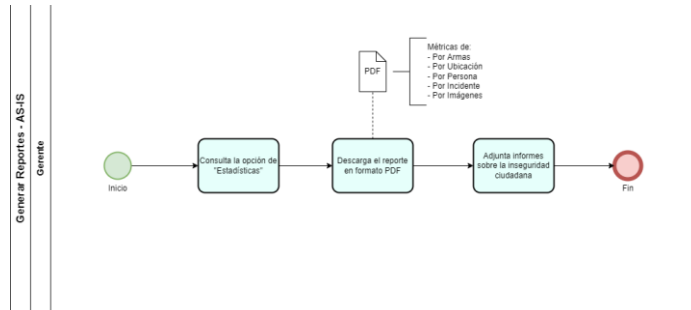 Generar Reportes - AS-IS
Gerente
Inicio
Consulta la opción de
"Estadísticas"
PDF
Métricas de:
- Por Armas
- Por Ubicación
- Por Persona
- Por Incidente
- Por Imágenes
Descarga el reporte
en formato PDF
Adjunta informes
sobre la inseguridad
ciudadana
Fin